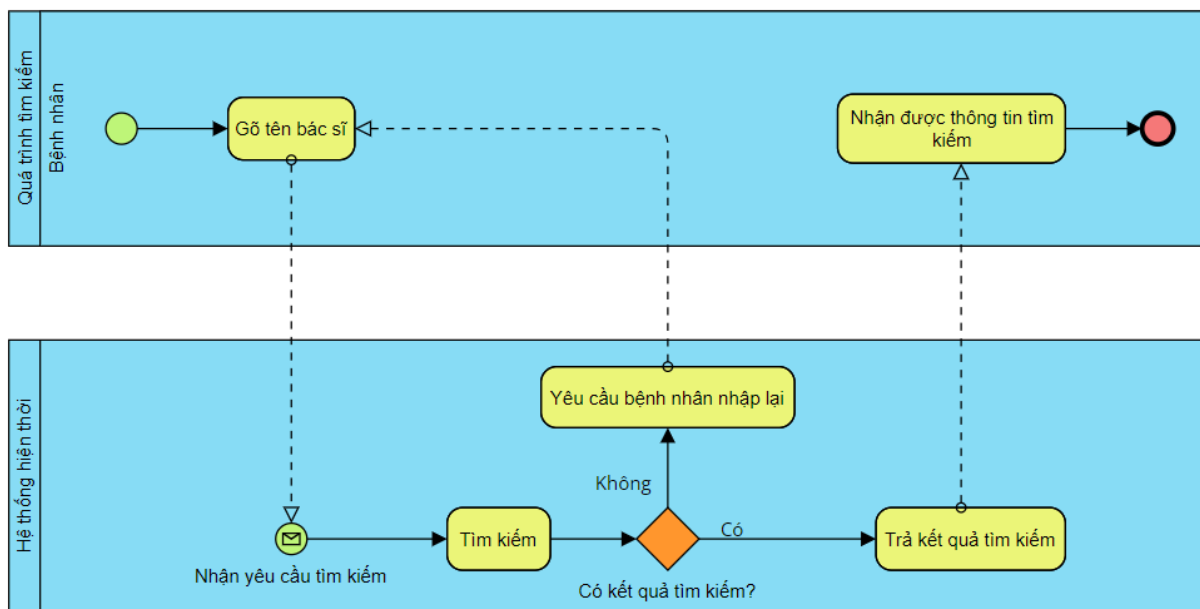 Quá trình tìm kiếm
Bệnh nhân
Gõ tên bác sĩ
Nhận được thông tin tìm
kiếm
Hệ thống hiện thời
Yêu cầu bệnh nhân nhập lại
Không
Nhận yêu cầu tìm kiếm
Tìm kiếm
Có
Có kết quả tìm kiếm?
Trả kết quả tìm kiếm